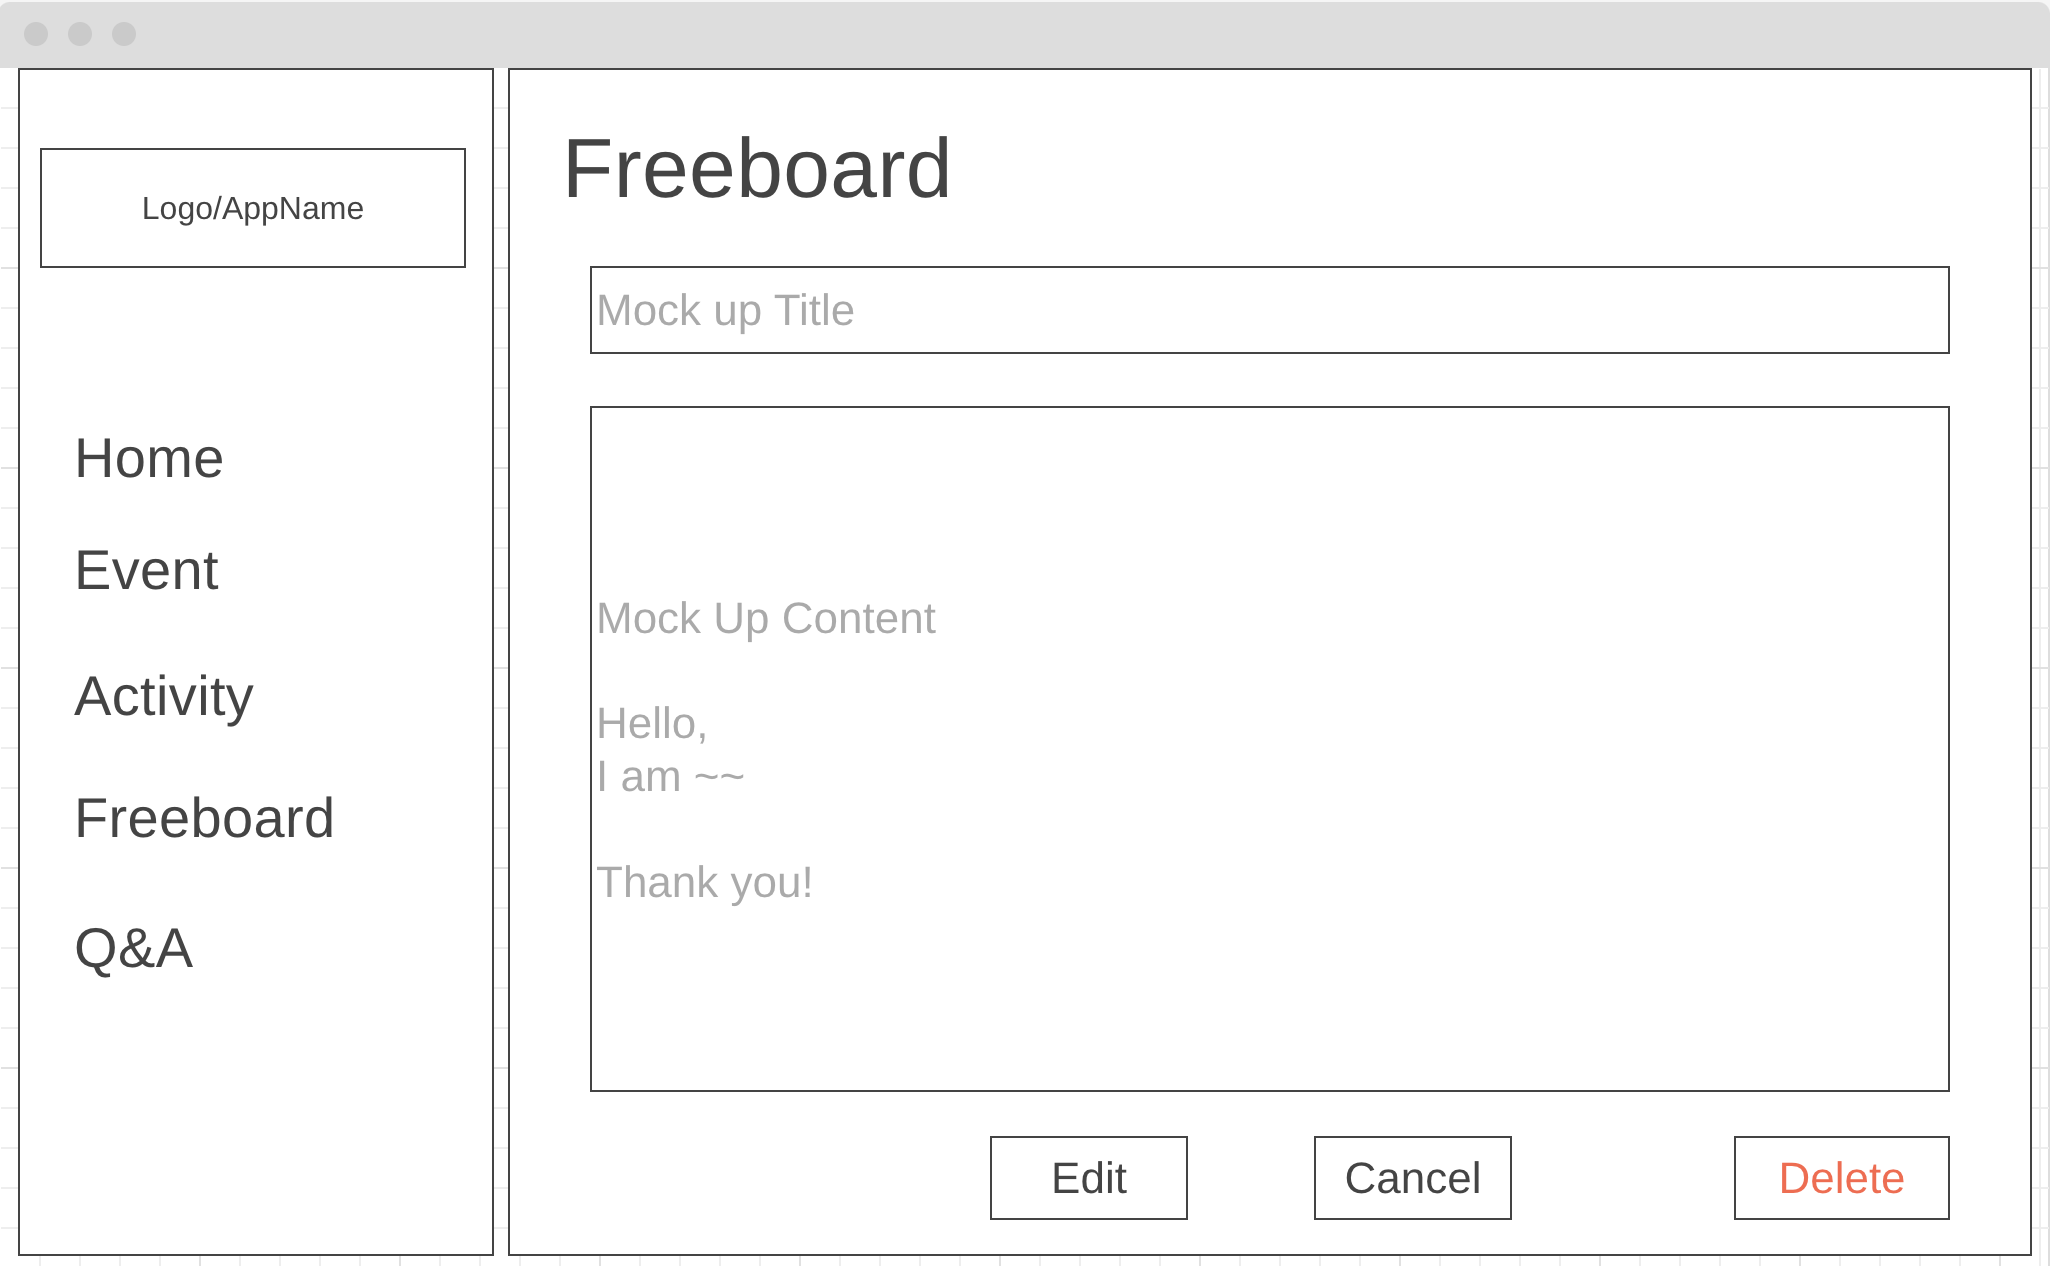 Logo/AppName
Home
Event
Activity
Freeboard
Q&A
Freeboard
Mock up Title
Mock Up Content
Hello,
I am ~~
Thank you!
Edit
Cancel
Delete